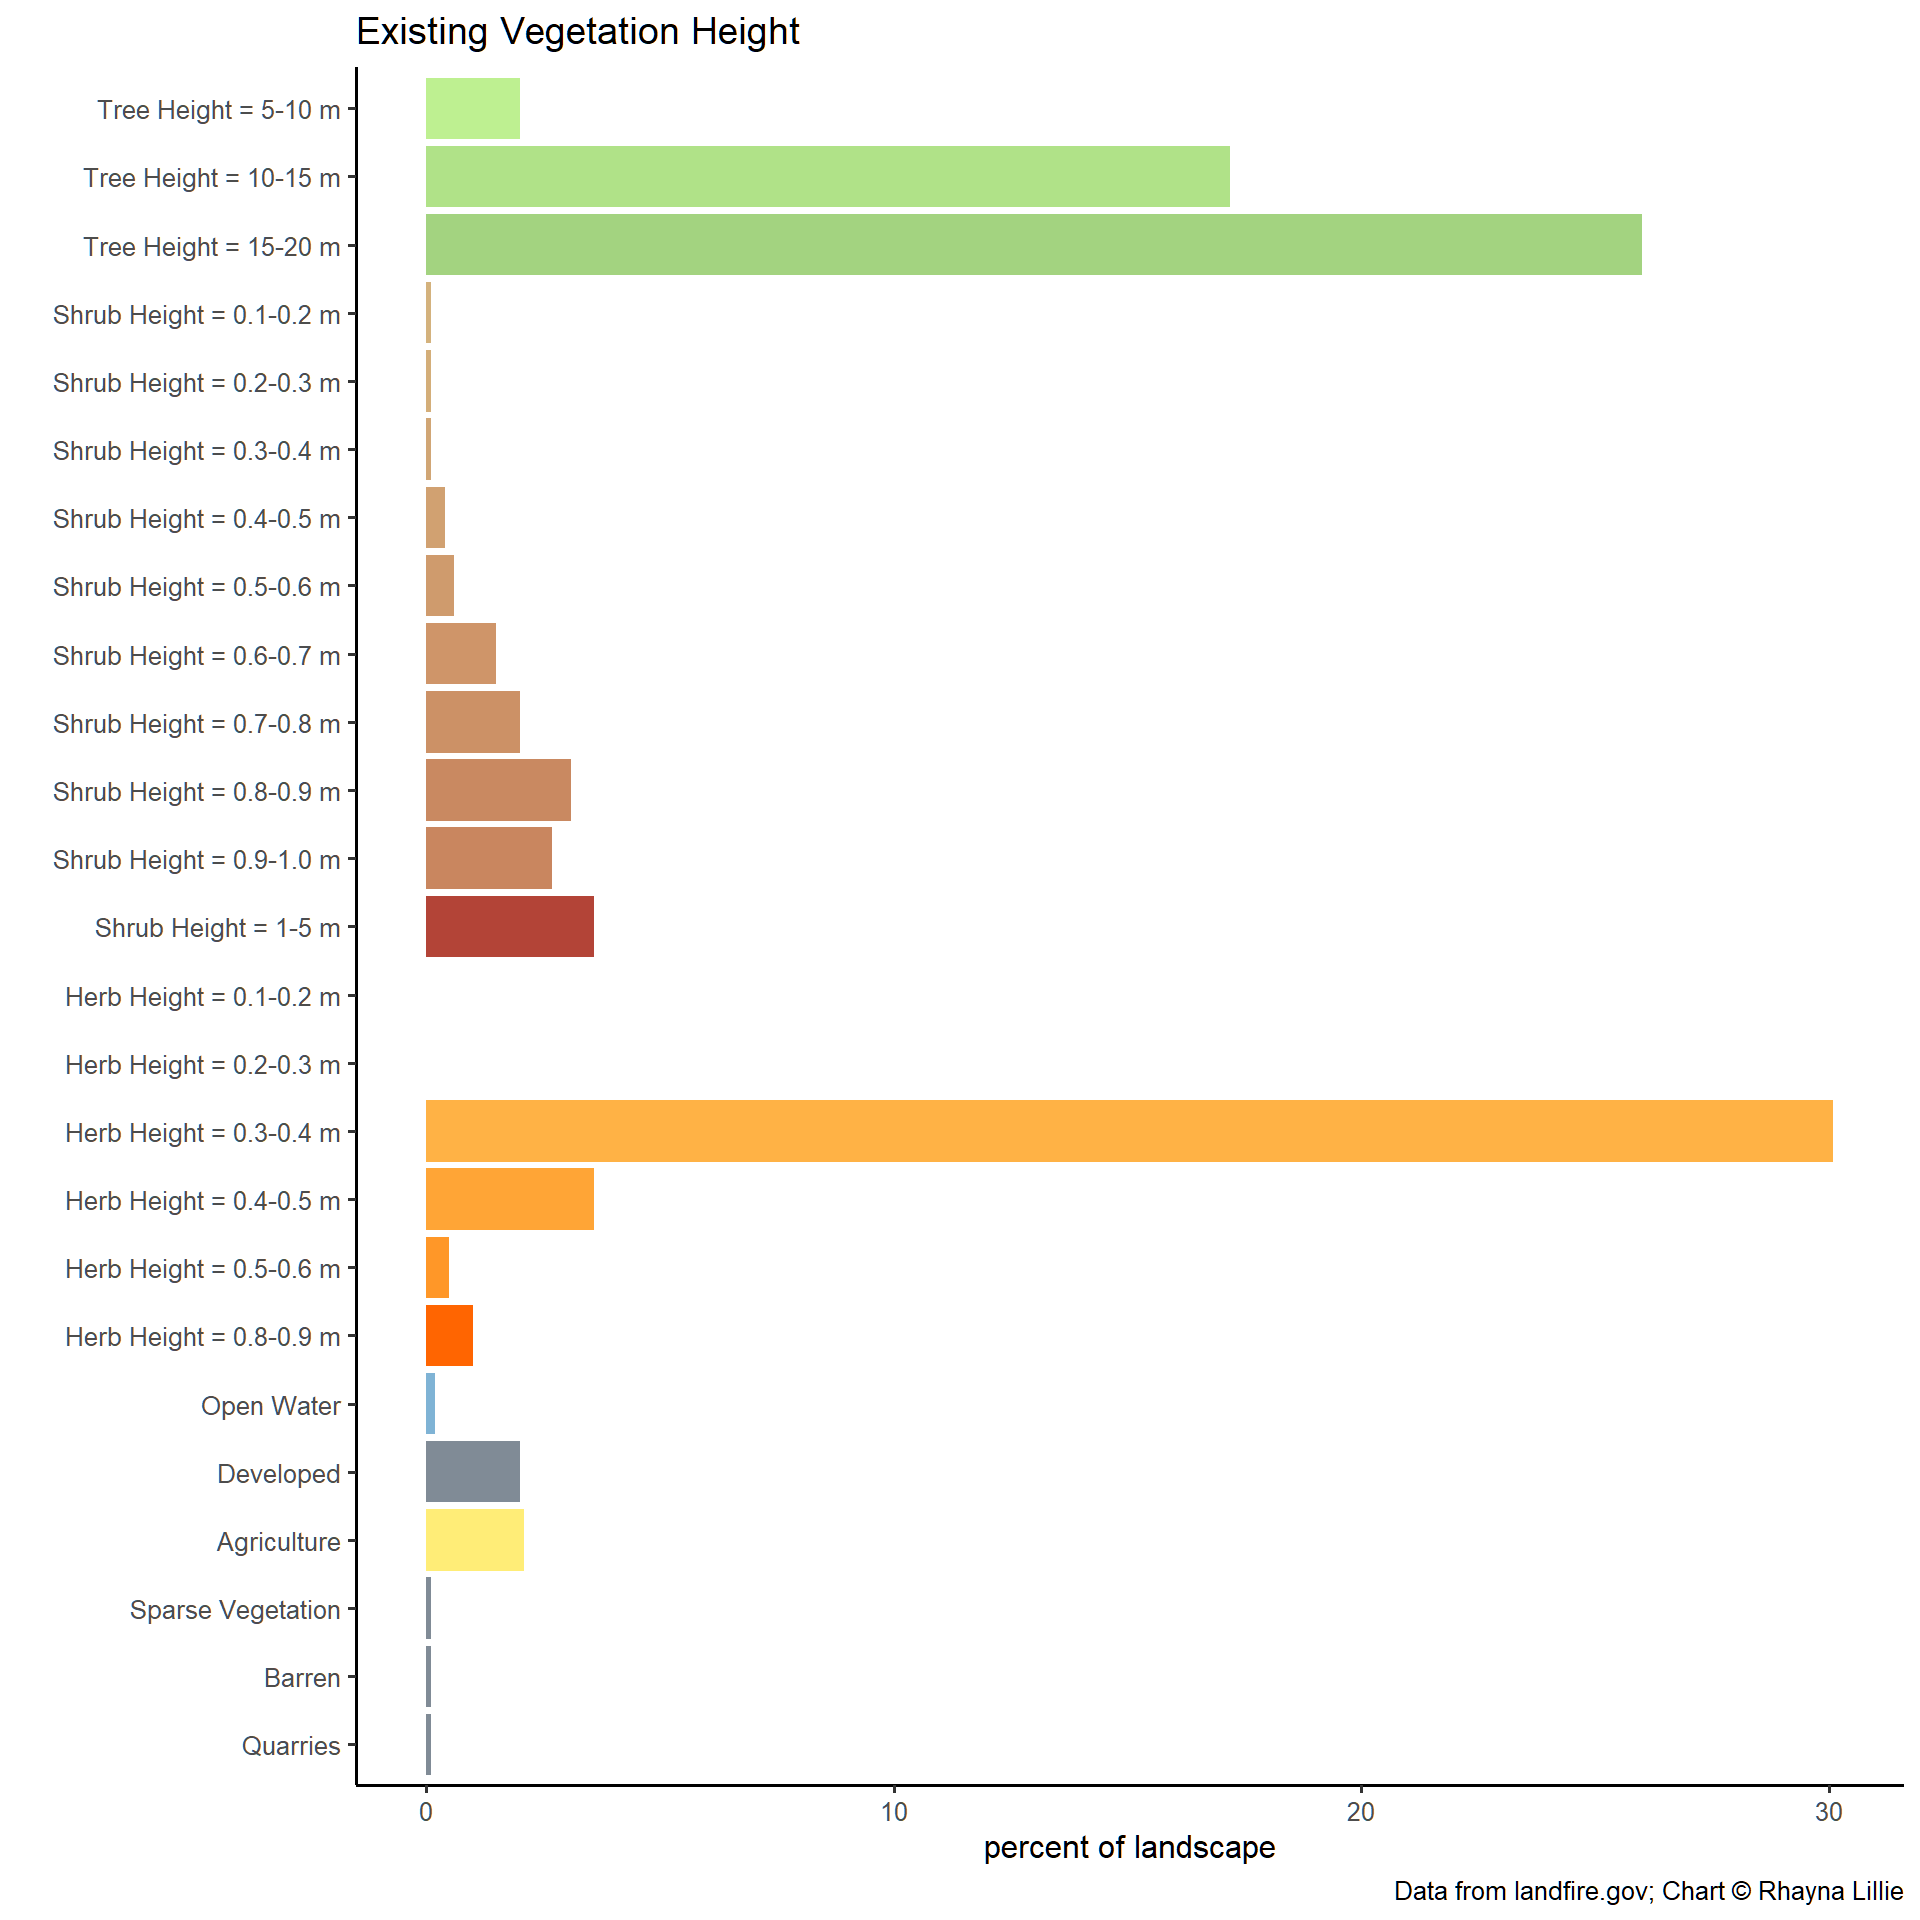 Existing Vegetation Height
Tree Height = 5-10 m
Tree Height = 10-15 m
Tree Height = 15-20 m
Shrub Height = 0.1-0.2 m
Shrub Height = 0.2-0.3 m
Shrub Height = 0.3-0.4 m
Shrub Height = 0.4-0.5 m
Shrub Height = 0.5-0.6 m
Shrub Height = 0.6-0.7 m
Shrub Height = 0.7-0.8 m
Shrub Height = 0.8-0.9 m
Shrub Height = 0.9-1.0 m
Shrub Height = 1-5 m
Herb Height = 0.1-0.2 m
Herb Height = 0.2-0.3 m
Herb Height = 0.3-0.4 m
Herb Height = 0.4-0.5 m
Herb Height = 0.5-0.6 m
Herb Height = 0.8-0.9 m
Open Water
Developed
Agriculture
Sparse Vegetation
Barren
Quarries
0 10 20 30
percent of landscape
Data from landfire.gov; Chart © Rhayna Lillie